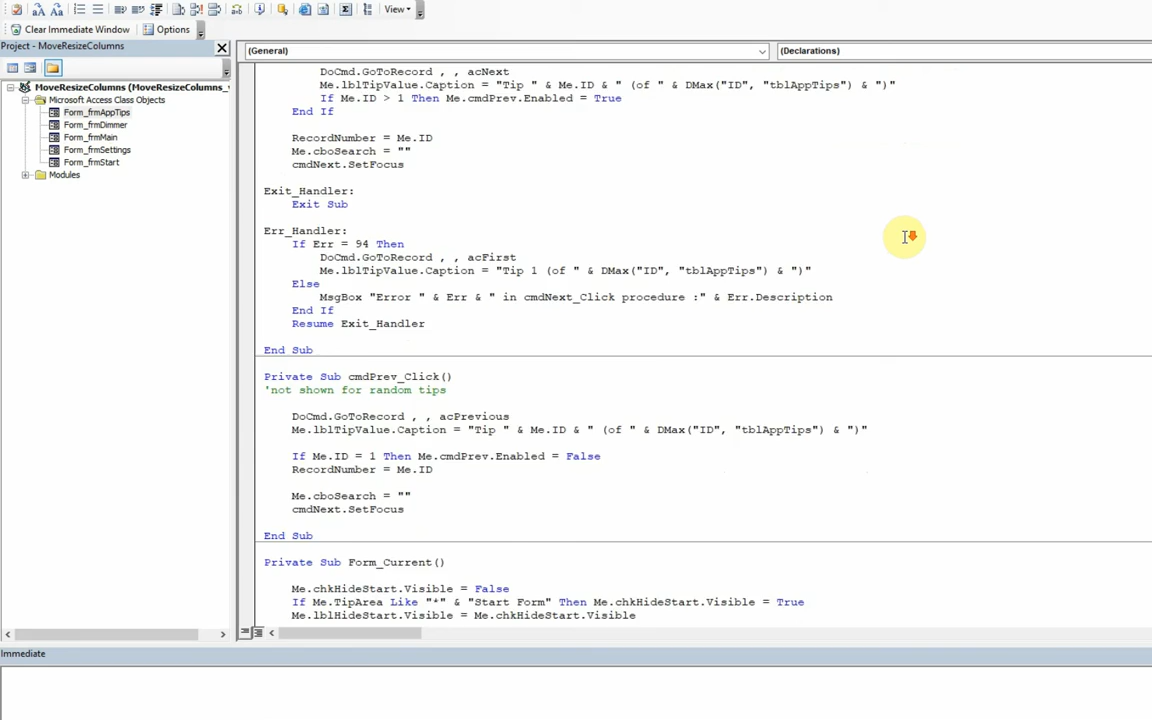 View
Clear Immediate Window
Options
Project - MoveResizeColumns
(General)
(Declarations)
MoveResizeColumns (MoveResizeColumns_
Microsoft Access Class Objects
Form_frmAppTips
Form_frmDimmer
Form_frmMain
Form_frmSettings
Form_frmStart
Modules
DoCmd.GoToRecord , , acNext
Me.lblTipValue.Caption = "Tip " & Me.ID & " (of " & DMax("ID", "tblAppTips") & ")"
If Me.ID > 1 Then Me.cmdPrev.Enabled = True
End If
RecordNumber = Me.ID
Me.cboSearch = ""
cmdNext.SetFocus
Exit_Handler:
Exit Sub
Err_Handler:
If Err = 94 Then
DoCmd.GoToRecord , , acFirst
Me.lblTipValue.Caption = "Tip 1 (of " & DMax("ID", "tblAppTips") & ")"
Else
MsgBox "Error " & Err & " in cmdNext_Click procedure :" & Err.Description
End If
Resume Exit_Handler
End Sub
Private Sub cmdPrev_Click()
'not shown for random tips
DoCmd.GoToRecord , , acPrevious
Me.lblTipValue.Caption = "Tip " & Me.ID & " (of " & DMax("ID", "tblAppTips") & ")"
If Me.ID = 1 Then Me.cmdPrev.Enabled = False
RecordNumber = Me.ID
Me.cboSearch = ""
cmdNext.SetFocus
End Sub
Private Sub Form_Current()
Me.chkHideStart.Visible = False
If Me.TipArea Like "*" & "Start Form" Then Me.chkHideStart.Visible = True
Me.lblHideStart.Visible = Me.chkHideStart.Visible
Immediate